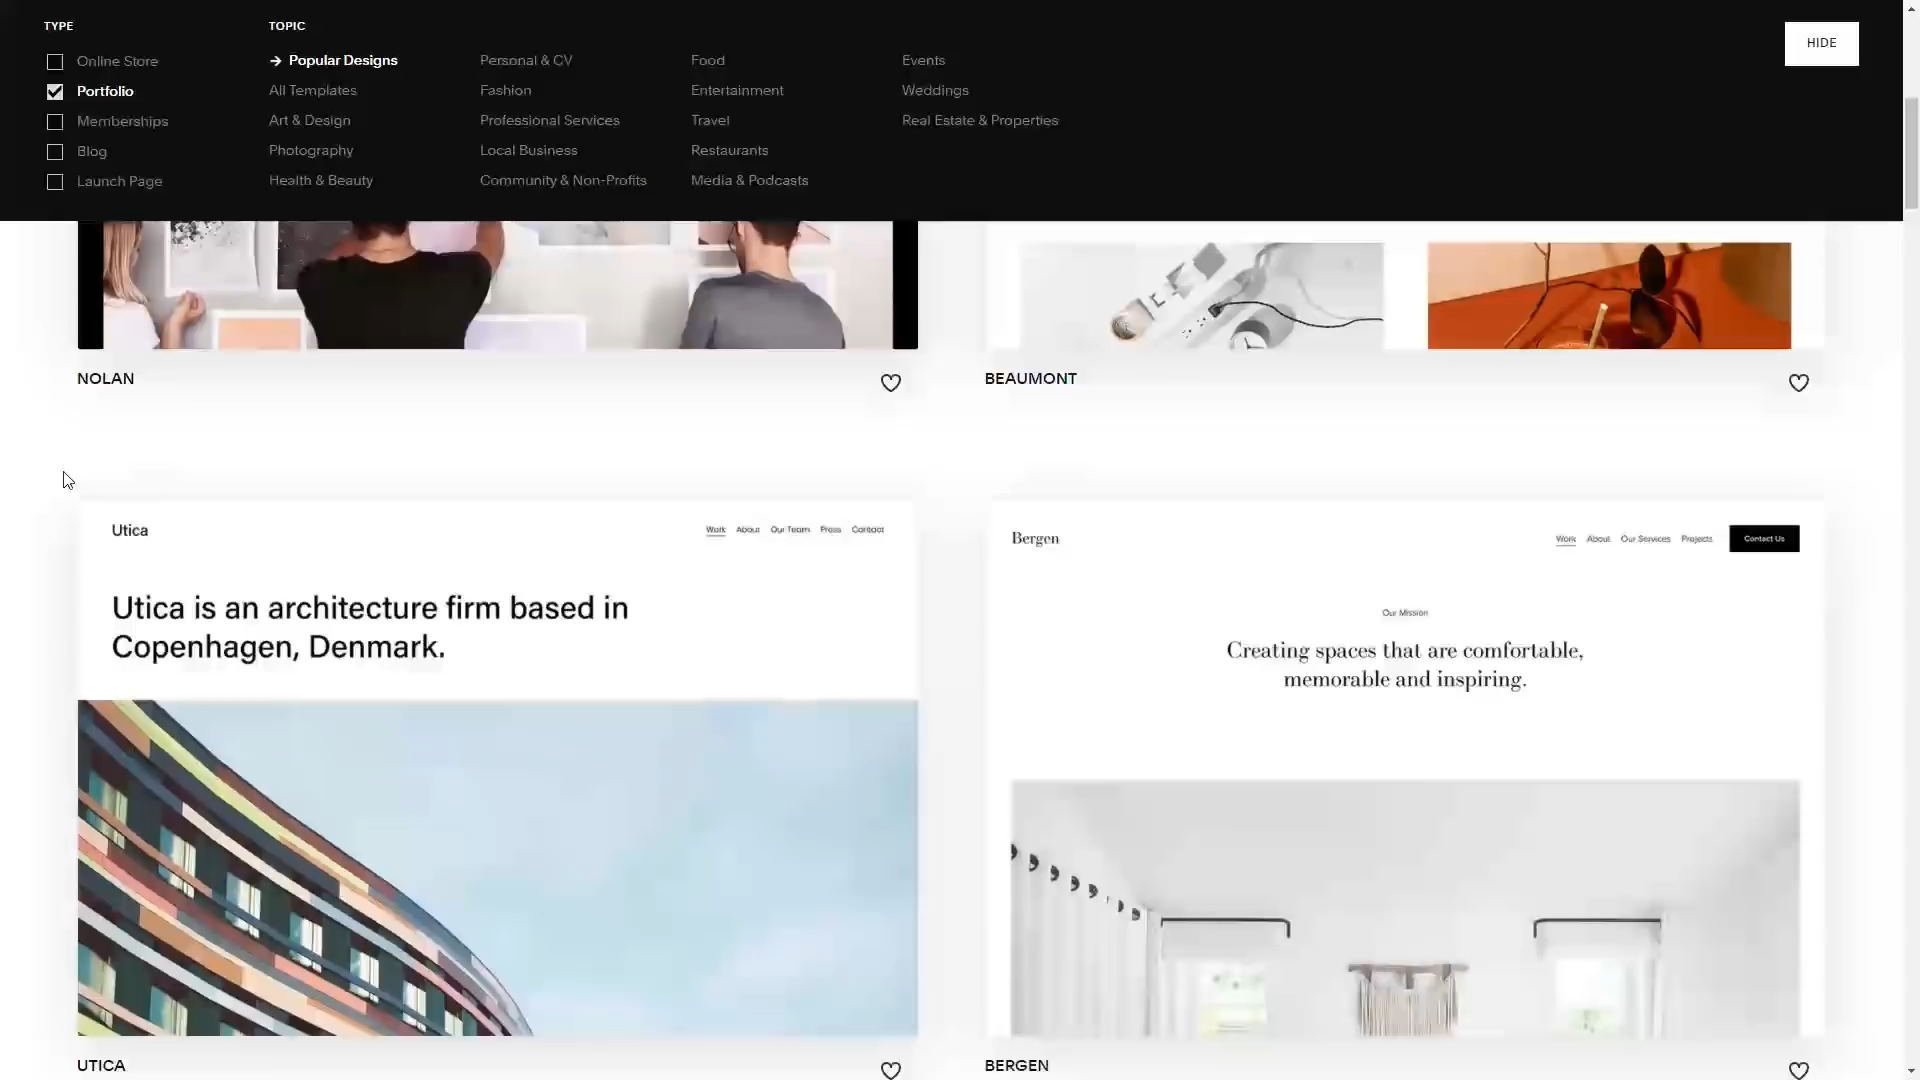 TYPE
Online Store
Portfolio
Memberships
Blog
Launch Page
TOPIC
Popular Designs
All Templates
Art & Design
Photography
Health & Beauty
Personal & CV
Fashion
Professional Services
Local Business
Community & Non-Profits
Food
Entertainment
Travel
Restaurants
Media & Podcasts
Events
Weddings
Real Estate & Properties
HIDE
NOLAN
BEAUMONT
Utica
Work About Our Team Press Contact
Utica is an architecture firm based in
Copenhagen, Denmark.
UTICA
Bergen
Work About Our Services Projects Contact Us
Our Mission
Creating spaces that are comfortable,
memorable and inspiring.
BERGEN